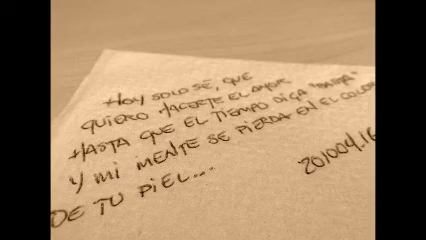 Hoy solo sé, que
quiero hacerte el amor
hasta que el tiempo diga "basta"
y mi mente se pierda en el color
de tu piel...
201004.16